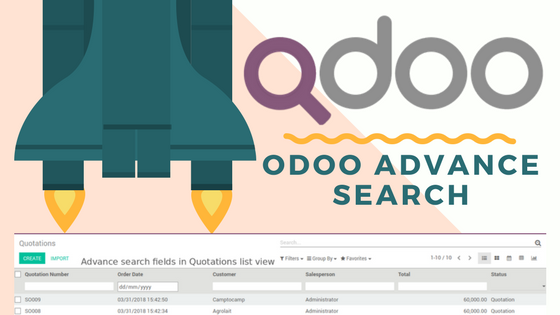 odoo
ODOO ADVANCE
SEARCH
Quotations
Search...
CREATE IMPORT Advance search fields in Quotations list view Filters Group By Favorites 1-10 / 10
Quotation Number Order Date Customer Salesperson Total Status
dd/mm/yyyy
SO009 03/31/2018 15:42:50 Camptocamp Administrator 60,000.00 Quotation
SO008 03/31/2018 15:42:34 Agrolait Administrator 60,000.00 Quotation